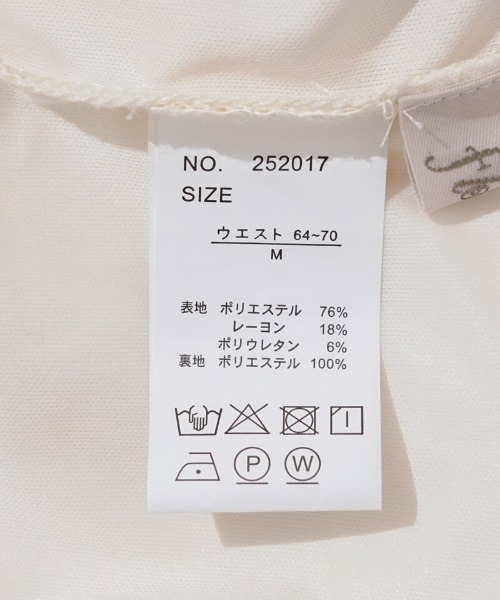 NO. 252017
SIZE
ウエスト 64~70
M
表地 ポリエステル 76%
レーヨン 18%
ポリウレタン 6%
裏地 ポリエステル 100%
P W